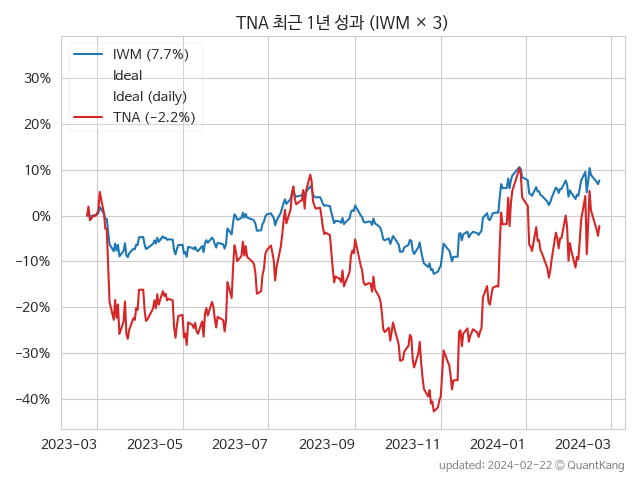 TNA 최근 1년 성과 (IWM × 3)
IWM (7.7%)
Ideal
Ideal (daily)
TNA (−2.2%)
30%
20%
10%
0%
−10%
−20%
−30%
−40%
2023−03 2023−05 2023−07 2023−09 2023−11 2024−01 2024−03
updated: 2024−02−22 © QuantKang